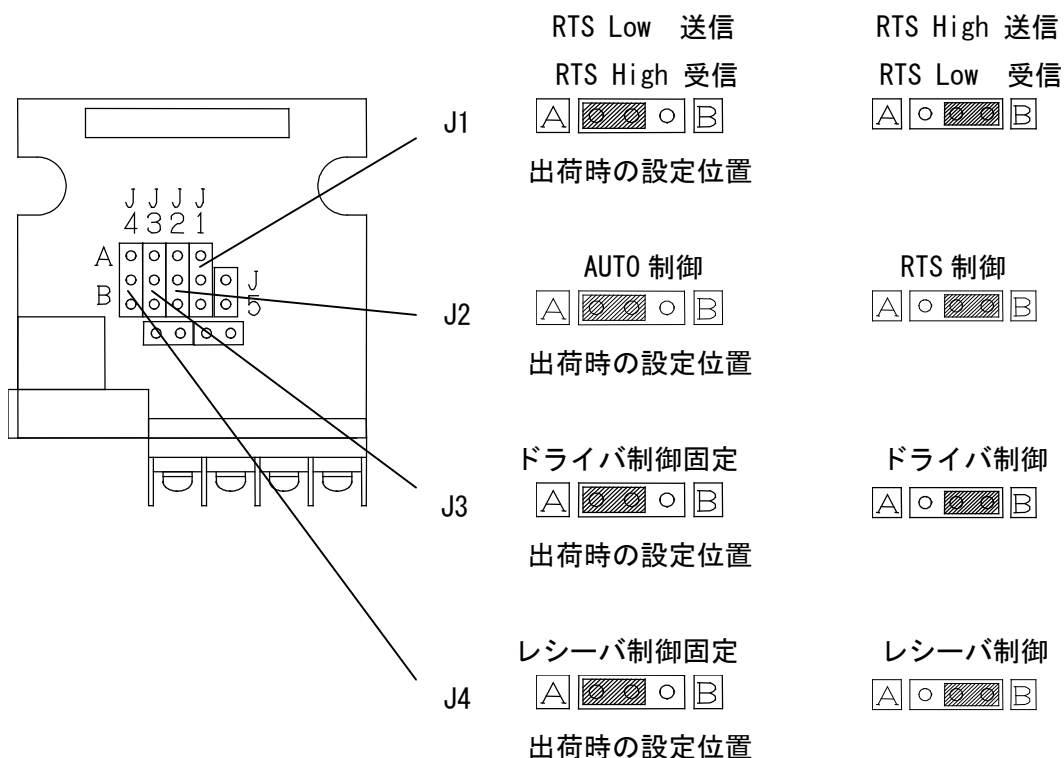 RTS Low 送信
RTS High 受信
A B
出荷時の設定位置
RTS High 送信
RTS Low 受信
A B
J1
J J J J
4 3 2 1
A
B
J
5
AUTO 制御
A B
出荷時の設定位置
RTS 制御
A B
J2
ドライバ制御固定
A B
出荷時の設定位置
ドライバ制御
A B
J3
レシーバ制御固定
A B
出荷時の設定位置
レシーバ制御
A B
J4